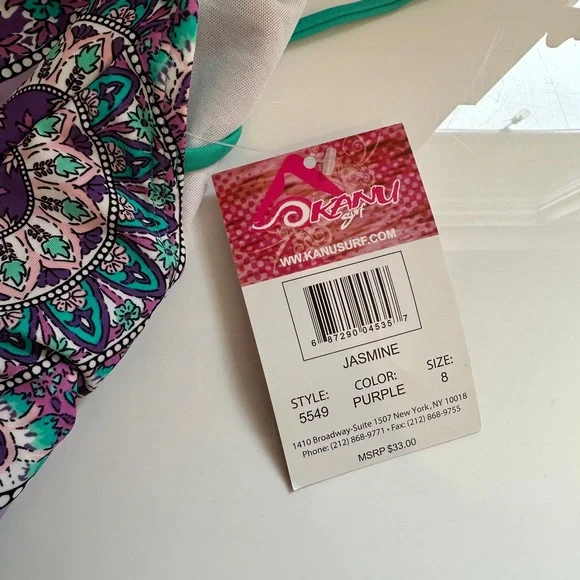 KANU
Surf
WW.KANUSURF.COM
6 87290 04535 7
JASMINE
STYLE: COLOR: SIZE:
5549 PURPLE 8
1410 Broadway-Suite 1507 New York, NY 10018
Phone: (212) 868-9771 • Fax: (212) 868-9755
MSRP $33.00